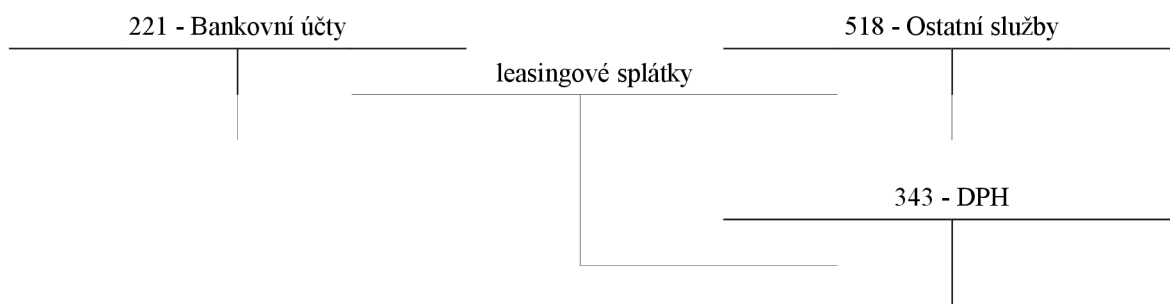 221 - Bankovní účty
518 - Ostatní služby
leasingové splátky
343 - DPH